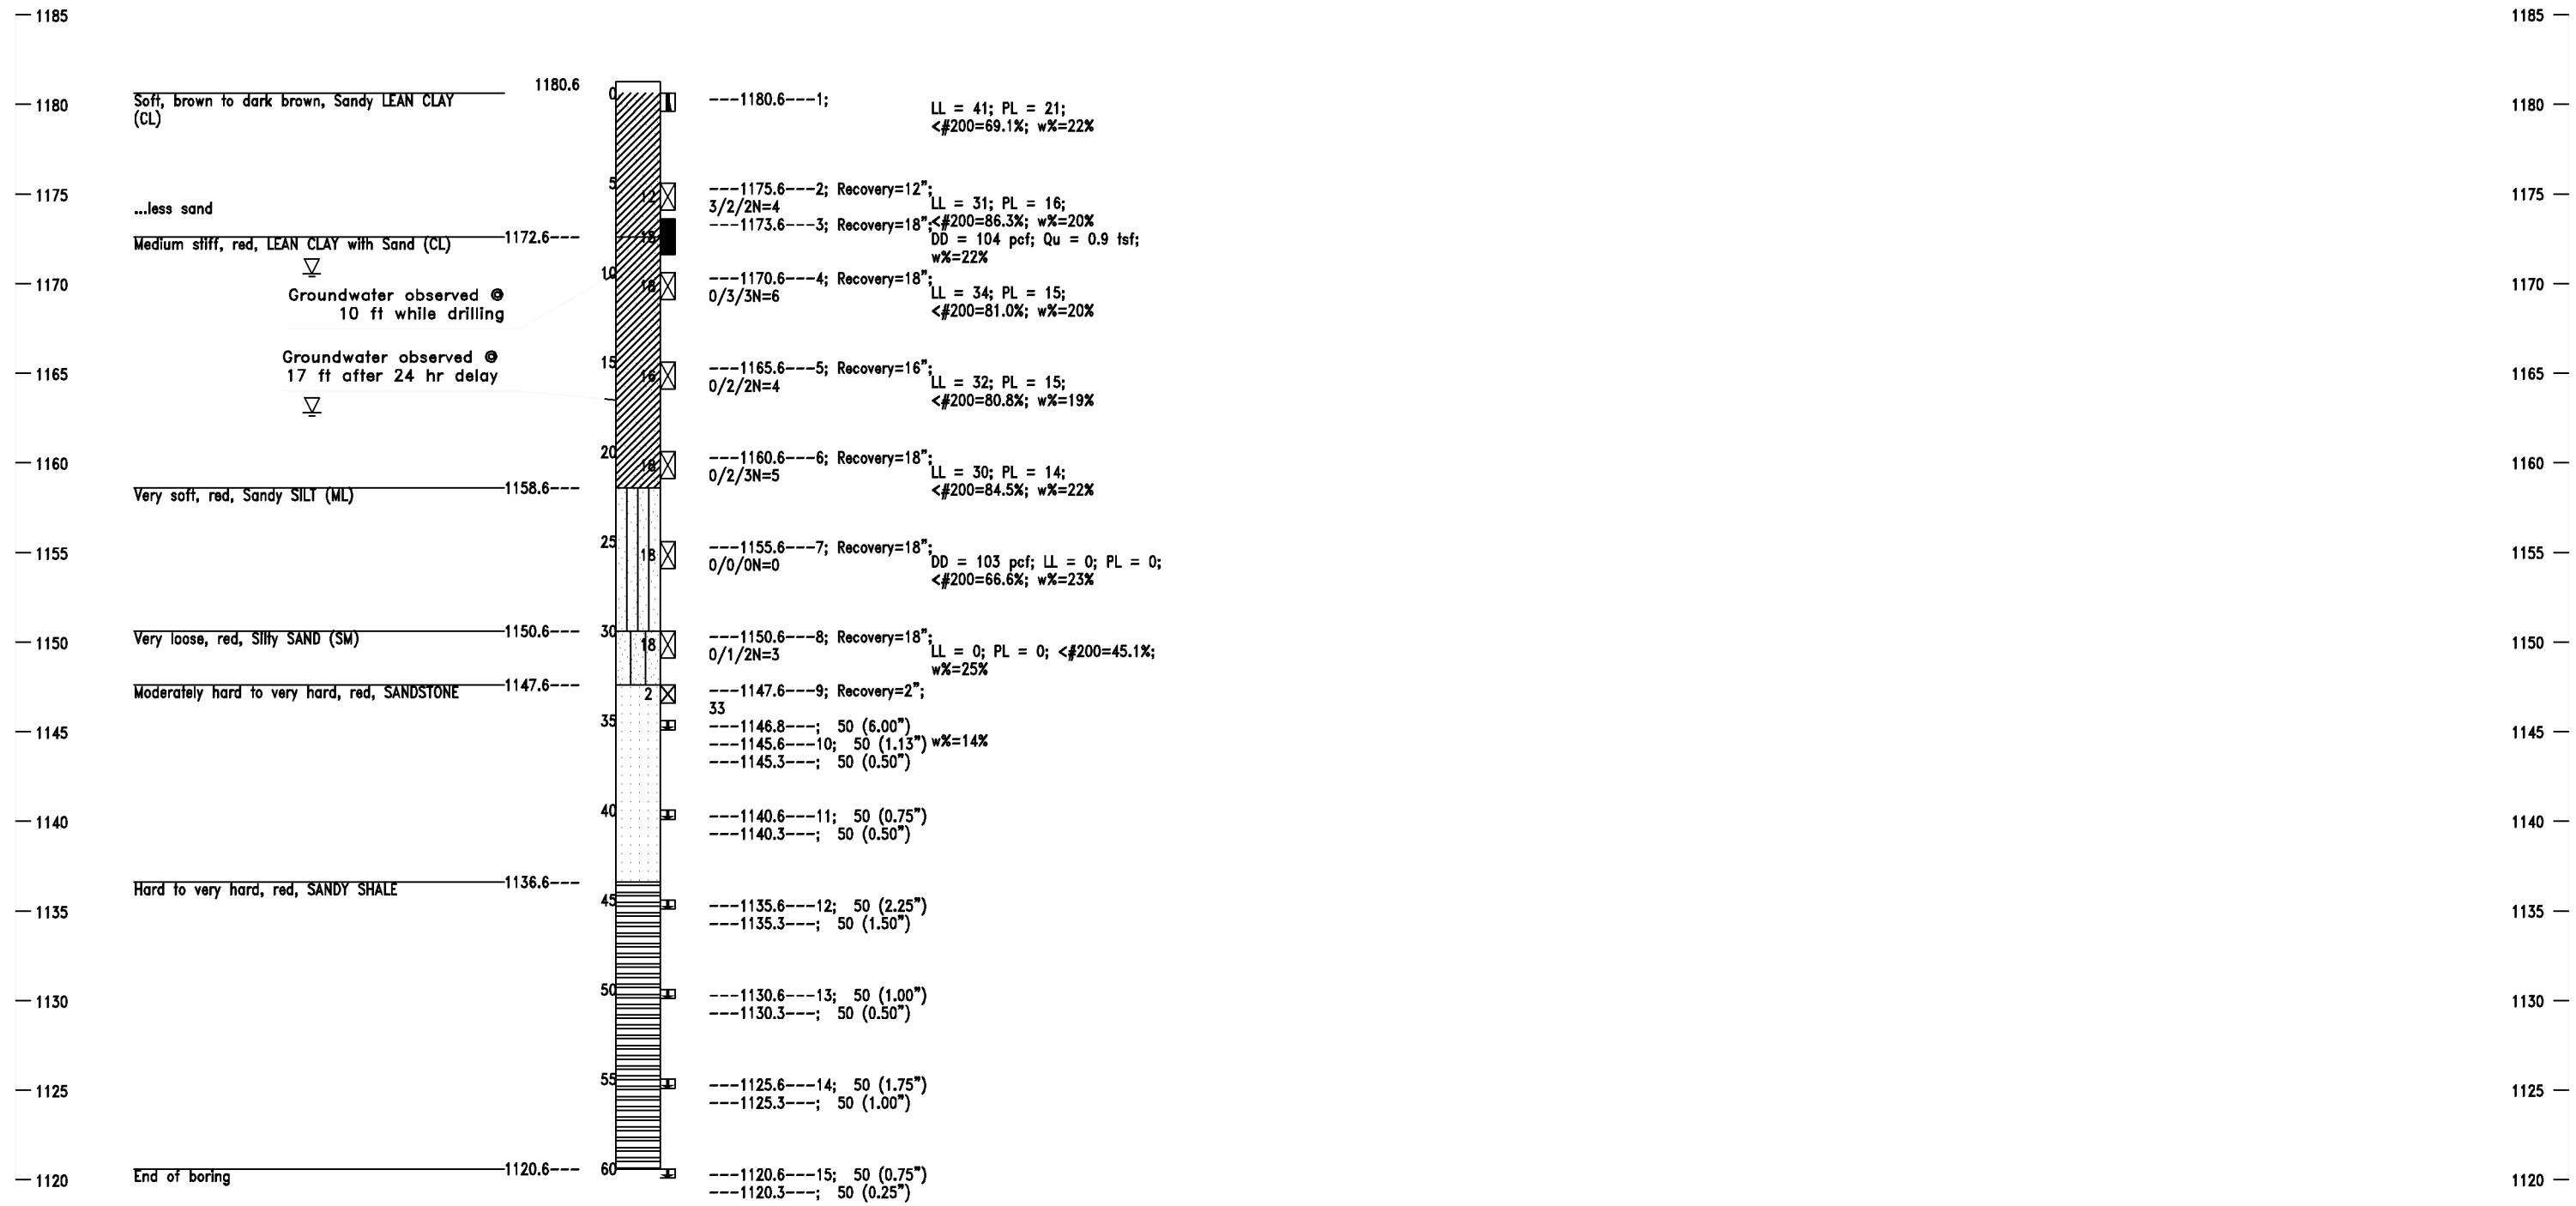 1185 1185
1180.6
1180 Soft, brown to dark brown, Sandy LEAN CLAY 0 ---1180.6---1; LL = 41; PL = 21; 1180
(CL) <#200=69.1%; w%=22%
5 ---1175.6---2; Recovery=12";
1175 12 3/2/2N=4 LL = 31; PL = 16; 1175
...less sand ---1173.6---3; Recovery=18"; <#200=86.3%; w%=20%
Medium stiff, red, LEAN CLAY with Sand (CL) 1172.6--- 18 DD = 104 pcf; Qu = 0.9 tsf;
w%=22%
10 ---1170.6---4; Recovery=18";
1170 Groundwater observed @ 18 0/3/3N=6 LL = 34; PL = 15; 1170
10 ft while drilling <#200=81.0%; w%=20%
Groundwater observed @ 15 ---1165.6---5; Recovery=16";
1165 17 ft after 24 hr delay 16 0/2/2N=4 LL = 32; PL = 15; 1165
<#200=80.8%; w%=19%
20 ---1160.6---6; Recovery=18";
1160 18 0/2/3N=5 LL = 30; PL = 14; 1160
Very soft, red, Sandy SILT (ML) 1158.6--- <#200=84.5%; w%=22%
25 ---1155.6---7; Recovery=18";
1155 18 0/0/0N=0 DD = 103 pcf; LL = 0; PL = 0; 1155
<#200=66.6%; w%=23%
Very loose, red, Silty SAND (SM) 1150.6--- 30 ---1150.6---8; Recovery=18";
1150 18 0/1/2N=3 LL = 0; PL = 0; <#200=45.1%; 1150
w%=25%
Moderately hard to very hard, red, SANDSTONE 1147.6--- 2 ---1147.6---9; Recovery=2";
33
35 ---1146.8---; 50 (6.00")
1145 ---1145.6---10; 50 (1.13") w%=14% 1145
---1145.3---; 50 (0.50")
40 ---1140.6---11; 50 (0.75")
1140 ---1140.3---; 50 (0.50") 1140
Hard to very hard, red, SANDY SHALE 1136.6---
45 ---1135.6---12; 50 (2.25")
1135 ---1135.3---; 50 (1.50") 1135
50 ---1130.6---13; 50 (1.00")
1130 ---1130.3---; 50 (0.50") 1130
55 ---1125.6---14; 50 (1.75")
1125 ---1125.3---; 50 (1.00") 1125
End of boring 1120.6--- 60 ---1120.6---15; 50 (0.75")
1120 ---1120.3---; 50 (0.25") 1120